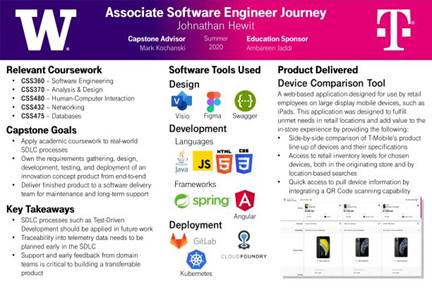 Associate Software Engineer Journey
Johnathan Hewit
Capstone Advisor
Mark Kochanski
Summer
2020
Education Sponsor
Ambareen Jaddi
W
T
Relevant Coursework
• CSS360 – Software Engineering
• CSS370 – Analysis & Design
• CSS480 – Human-Computer Interaction
• CSS432 – Networking
• CSS475 – Databases
Capstone Goals
• Apply academic coursework to real-world
SDLC processes
• Own the requirements gathering, design,
development, testing, and deployment of an
innovation concept product from end-to-end
• Deliver finished product to a software delivery
team for maintenance and long-term support
Key Takeaways
• SDLC processes such as Test-Driven
Development should be applied in future work
• Traceability into telemetry data needs to be
planned early in the SDLC
• Support and early feedback from domain
teams is critical to building a transferrable
product
Software Tools Used
Design
Visio
Figma
Swagger
Development
Languages
Java
JS
HTML
5
CSS
3
Frameworks
spring
Angular
Deployment
GitLab
CLOUDFOUNDRY
Kubernetes
Product Delivered
Device Comparison Tool
A web-based application designed for use by retail
employees on large display mobile devices, such as
iPads. This application was designed to fulfill
unmet needs in retail locations and add value to the
in-store experience by providing the following:
• Side-by-side comparison of T-Mobile's product
line-up of devices and their specifications
• Access to retail inventory levels for chosen
devices, both in the originating store and by
location-based searches
• Quick access to pull device information by
integrating a QR Code scanning capability